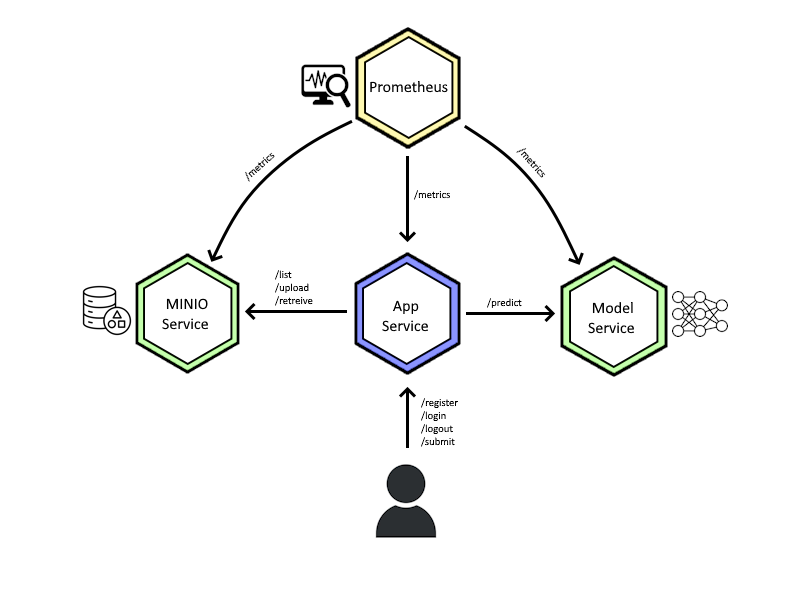 Prometheus
/metrics
/metrics
/metrics
MINIO
Service
/list
/upload
/retreive
App
Service
/predict
Model
Service
/register
/login
/logout
/submit